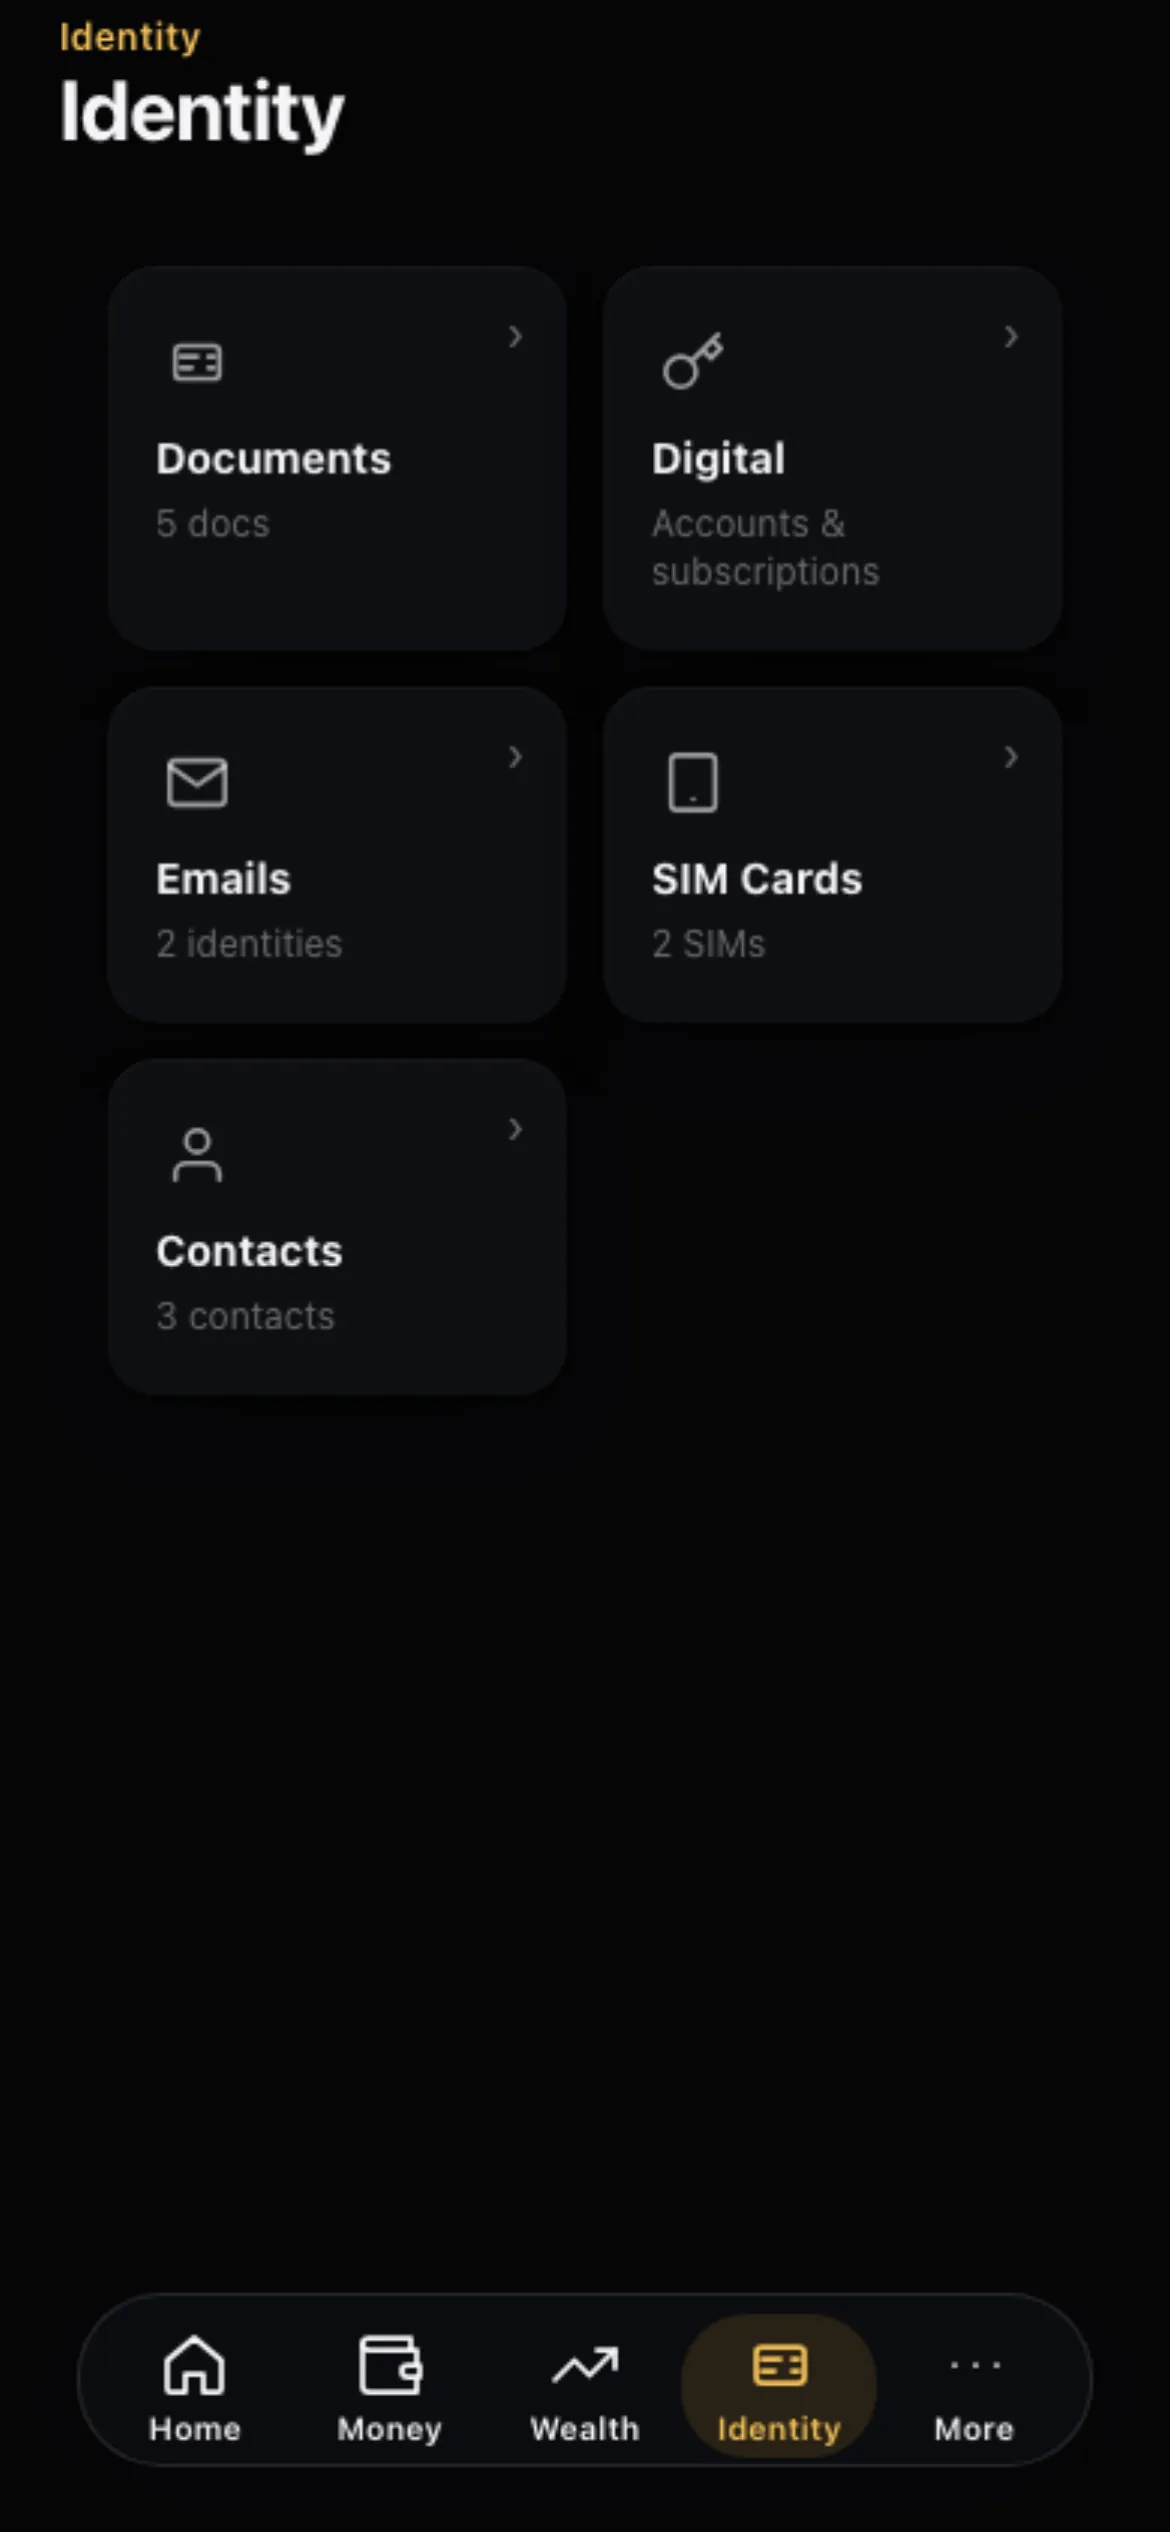 Identity
Identity
Documents
5 docs
Digital
Accounts &
subscriptions
Emails
2 identities
SIM Cards
2 SIMs
Contacts
3 contacts
Home
Money
Wealth
Identity
More